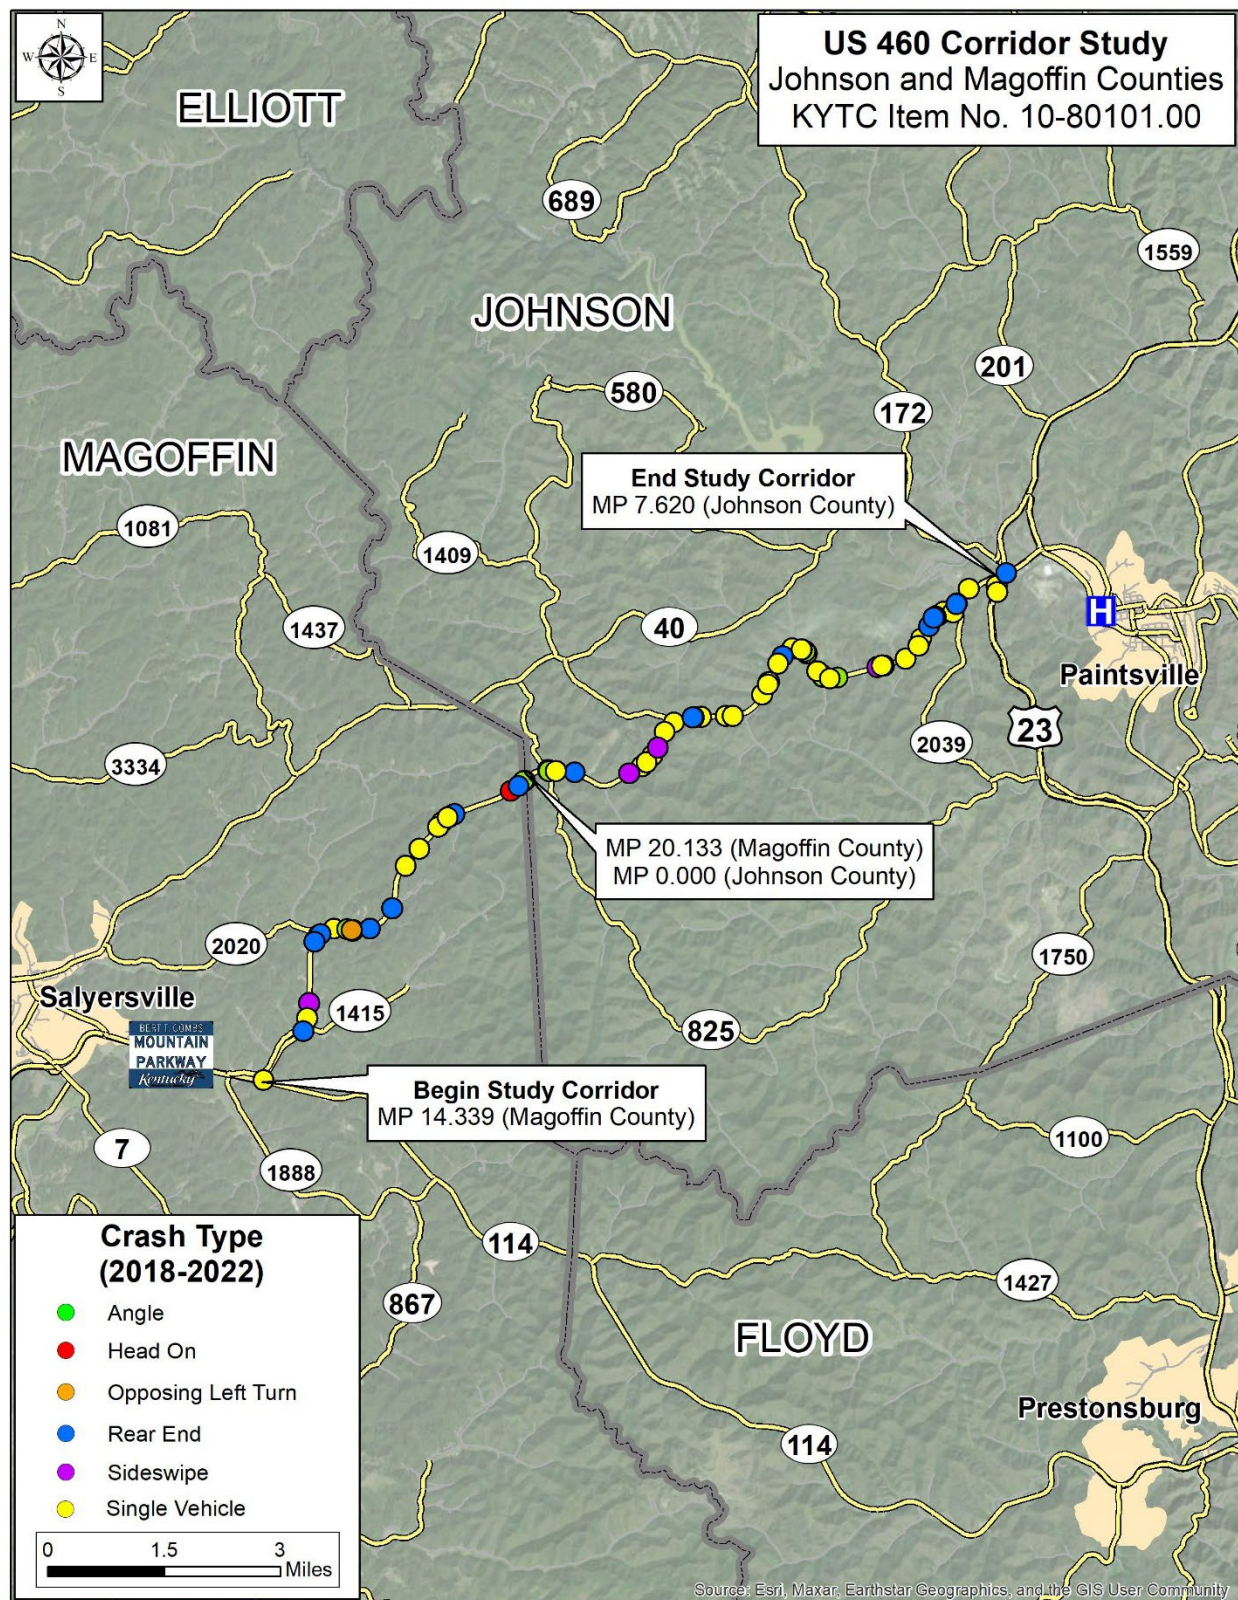 N
W E
S
US 460 Corridor Study
Johnson and Magoffin Counties
KYTC Item No. 10-80101.00
ELLIOTT
689
1559
JOHNSON
201
580
172
MAGOFFIN
End Study Corridor
MP 7.620 (Johnson County)
1081
1409
H
1437
40
Paintsville
23
2039
3334
MP 20.133 (Magoffin County)
MP 0.000 (Johnson County)
2020
1750
Salyersville
1415
825
BERT T. COMBS
MOUNTAIN
PARKWAY
Kentucky
Begin Study Corridor
MP 14.339 (Magoffin County)
7
1100
1888
114
1427
867
FLOYD
Prestonsburg
114
Crash Type
(2018-2022)
Angle
Head On
Opposing Left Turn
Rear End
Sideswipe
Single Vehicle
0 1.5 3
Miles
Source: Esri, Maxar, Earthstar Geographics, and the GIS User Community